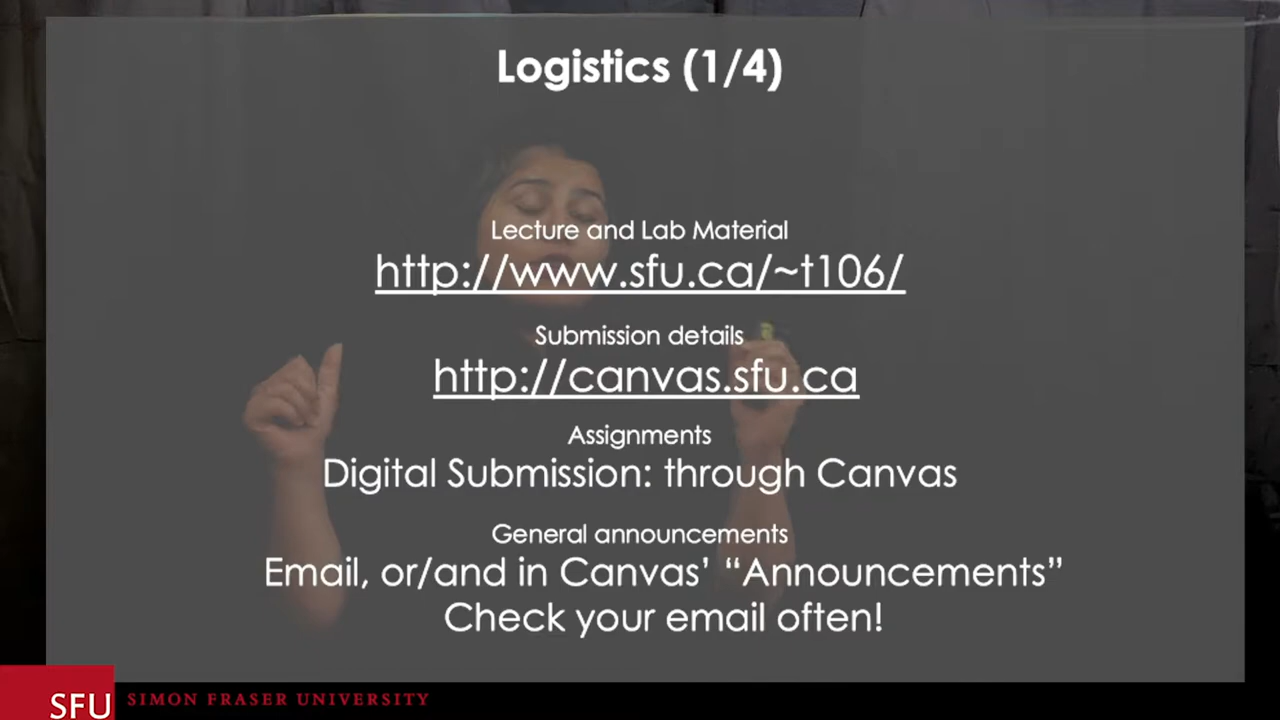 Logistics (1/4)
Lecture and Lab Material
http://www.sfu.ca/~t106/
Submission details
http://canvas.sfu.ca
Assignments
Digital Submission: through Canvas
General announcements
Email, or/and in Canvas’ “Announcements”
Check your email often!
SFU SIMON FRASER UNIVERSITY